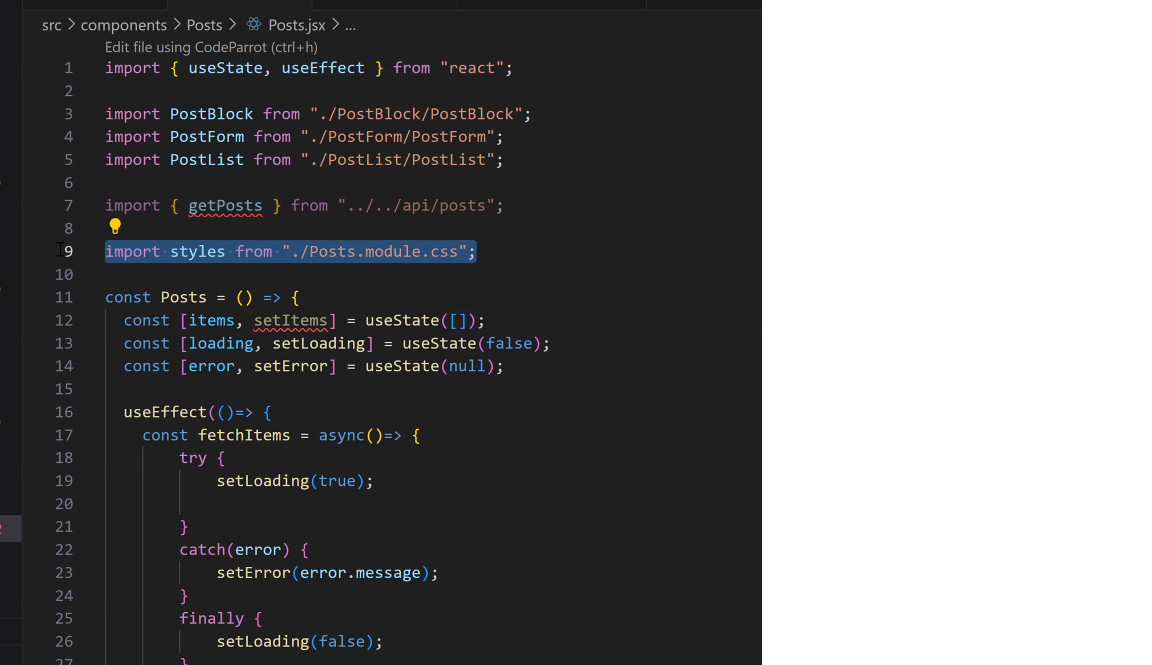 src > components > Posts > Posts.jsx > ...
Edit file using CodeParrot (ctrl+h)
1 import { useState, useEffect } from "react";
2
3 import PostBlock from "./PostBlock/PostBlock";
4 import PostForm from "./PostForm/PostForm";
5 import PostList from "./PostList/PostList";
6
7 import { getPosts } from "../../api/posts";
8
9 import styles from "./Posts.module.css";
10
11 const Posts = () => {
12 const [items, setItems] = useState([]);
13 const [loading, setLoading] = useState(false);
14 const [error, setError] = useState(null);
15
16 useEffect(()=> {
17 const fetchItems = async()=> {
18 try {
19 setLoading(true);
20
21 }
22 catch(error) {
23 setError(error.message);
24 }
25 finally {
26 setLoading(false);
27 }